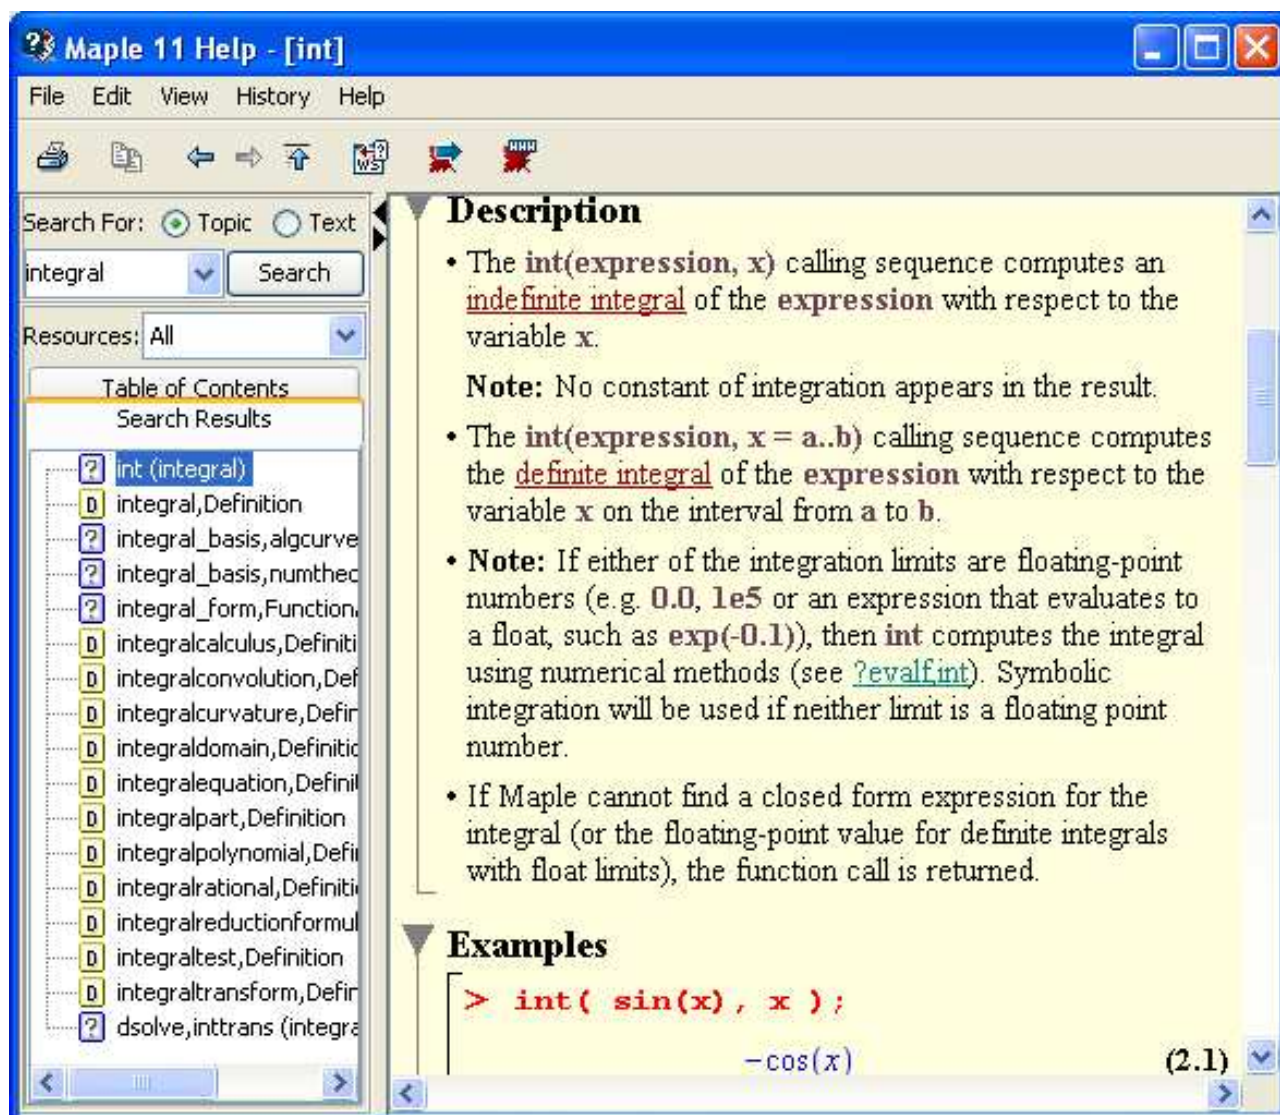 Maple 11 Help - [int]
File Edit View History Help
Search For: Topic Text
integral Search
Resources: All
Table of Contents
Search Results
int (integral)
integral,Definition
integral_basis,algcurve
integral_basis,numthec
integral_form,Function
integralcalculus,Definiti
integralconvolution,Def
integralcurvature,Defin
integraldomain,Definitio
integralequation,Defini
integralpart,Definition
integralpolynomial,Defi
integralrational,Definiti
integralreductionformul
integraltest,Definition
integraltransform,Defin
dsolve,inttrans (integra
Description
• The int(expression, x) calling sequence computes an
indefinite integral of the expression with respect to the
variable x.
Note: No constant of integration appears in the result.
• The int(expression, x = a..b) calling sequence computes
the definite integral of the expression with respect to the
variable x on the interval from a to b.
• Note: If either of the integration limits are floating-point
numbers (e.g. 0.0, 1e5 or an expression that evaluates to
a float, such as exp(-0.1)), then int computes the integral
using numerical methods (see ?evalf,int). Symbolic
integration will be used if neither limit is a floating point
number.
• If Maple cannot find a closed form expression for the
integral (or the floating-point value for definite integrals
with float limits), the function call is returned.
Examples
> int( sin(x), x );
−cos(x) (2.1)